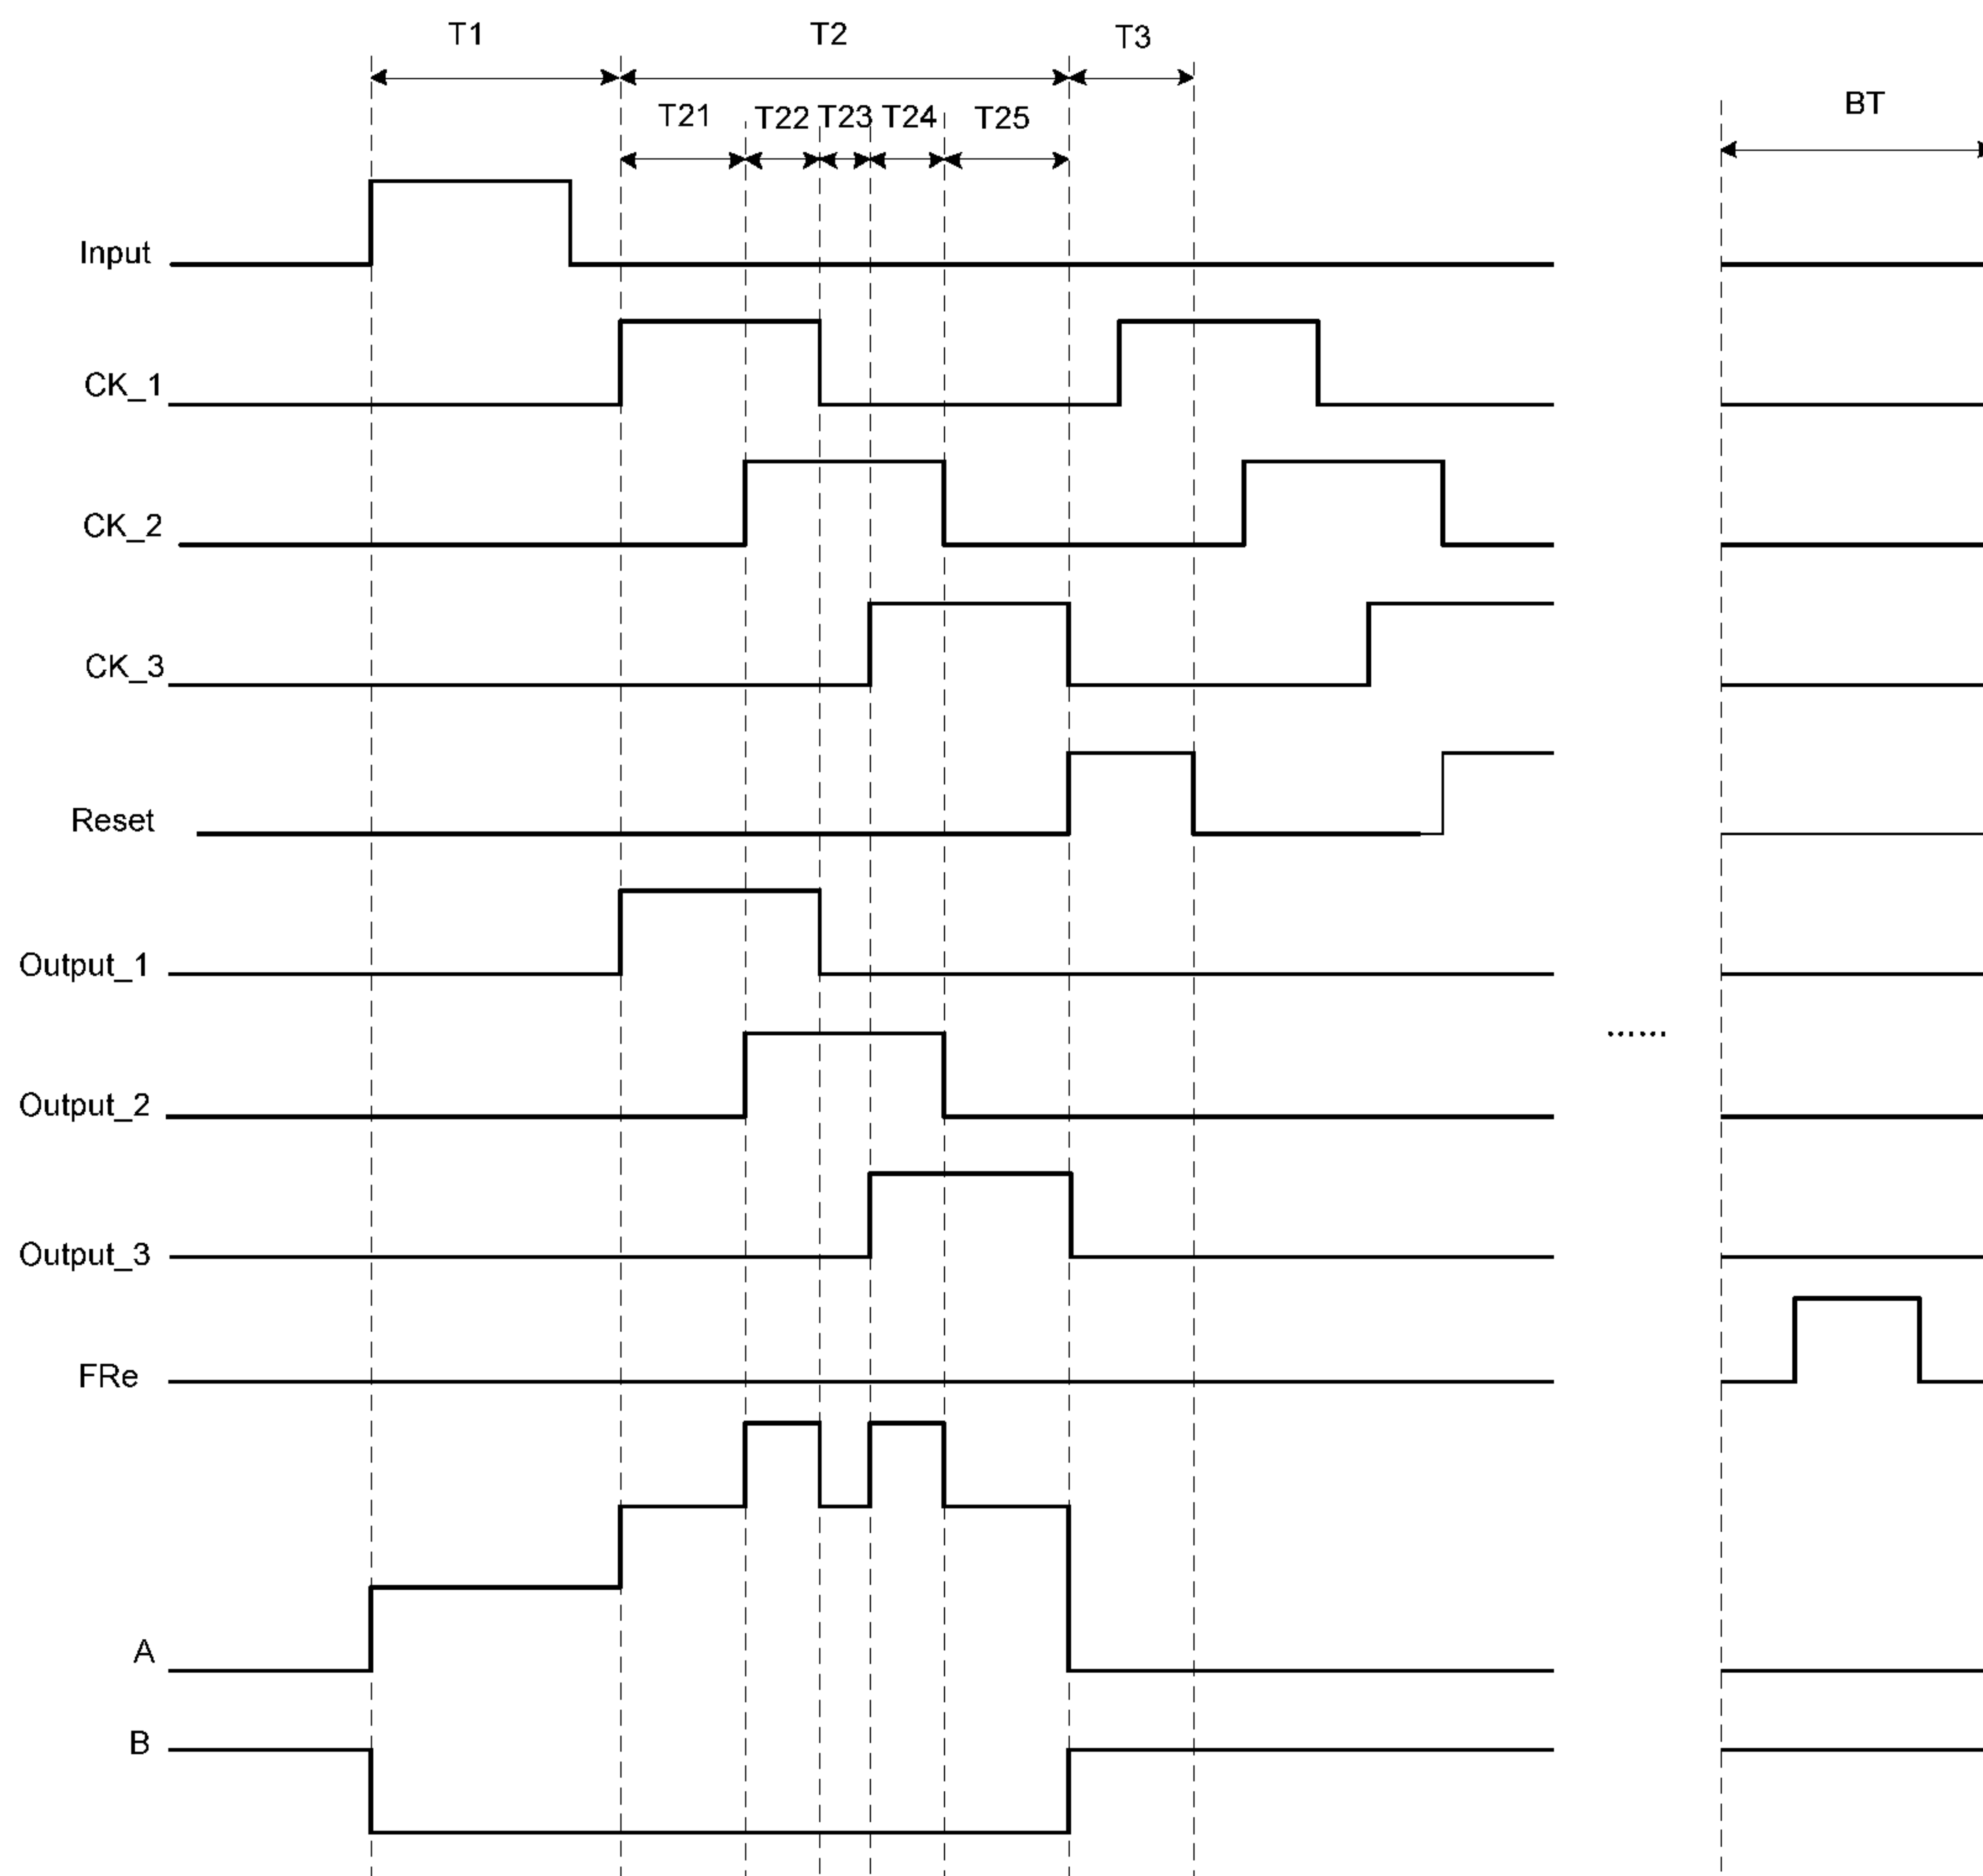 T1 T2 T3
BT
T21 T22 T23 T24 T25
Input
CK_1
CK_2
CK_3
Reset
Output_1
......
Output_2
Output_3
FRe
A
B